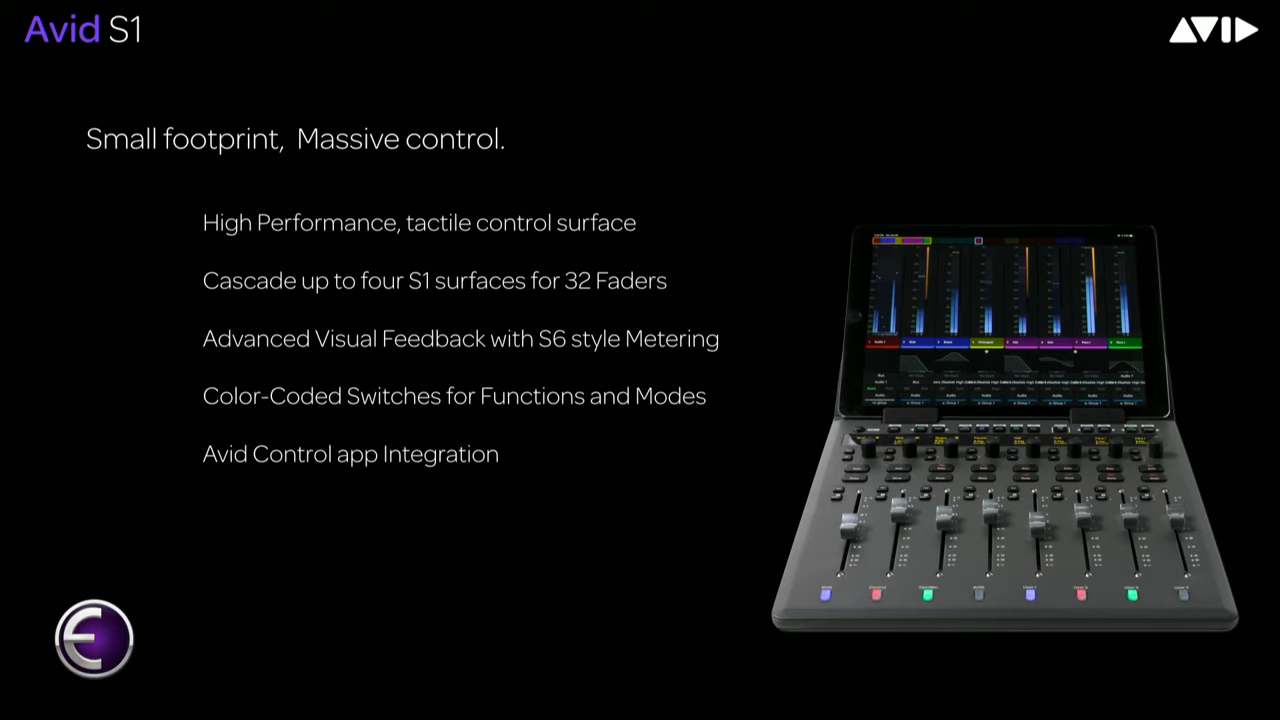 Avid S1
AVID
Small footprint, Massive control.
High Performance, tactile control surface
Cascade up to four S1 surfaces for 32 Faders
Advanced Visual Feedback with S6 style Metering
Color-Coded Switches for Functions and Modes
Avid Control app Integration
E